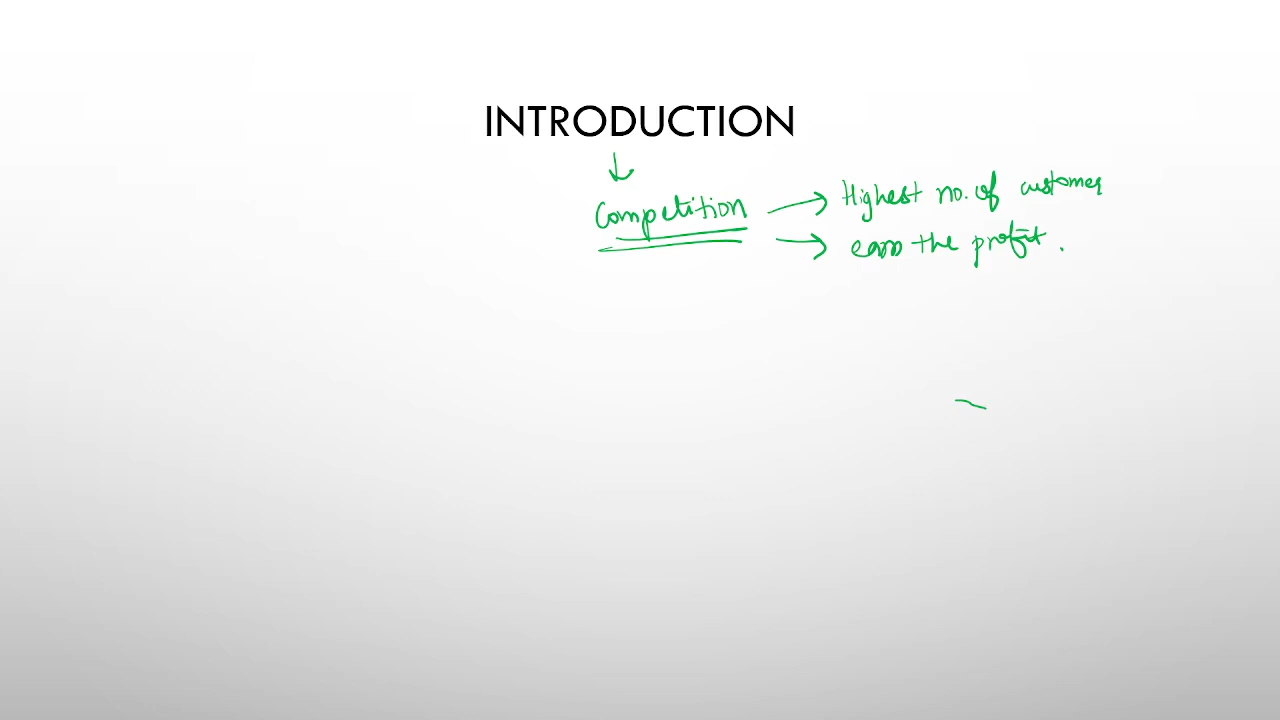 INTRODUCTION
Competition → Highest no. of customer
→ earn the profit.